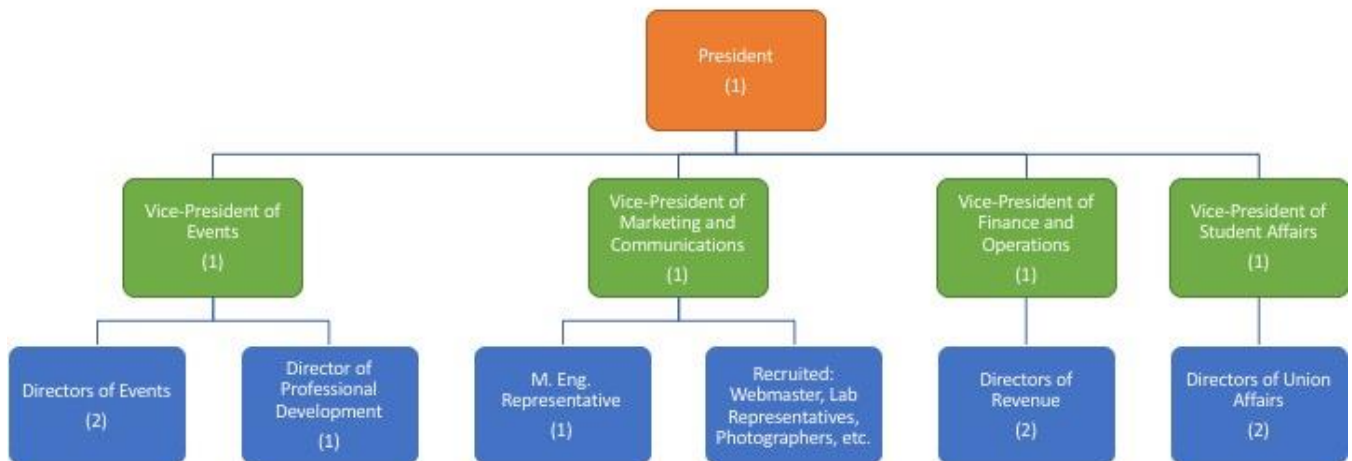 President
(1)
Vice-President of
Events
(1)
Vice-President of
Marketing and
Communications
(1)
Vice-President of
Finance and
Operations
(1)
Vice-President of
Student Affairs
(1)
Directors of Events
(2)
Director of
Professional
Development
(1)
M. Eng.
Representative
(1)
Recruited:
Webmaster, Lab
Representatives,
Photographers, etc.
Directors of
Revenue
(2)
Directors of Union
Affairs
(2)